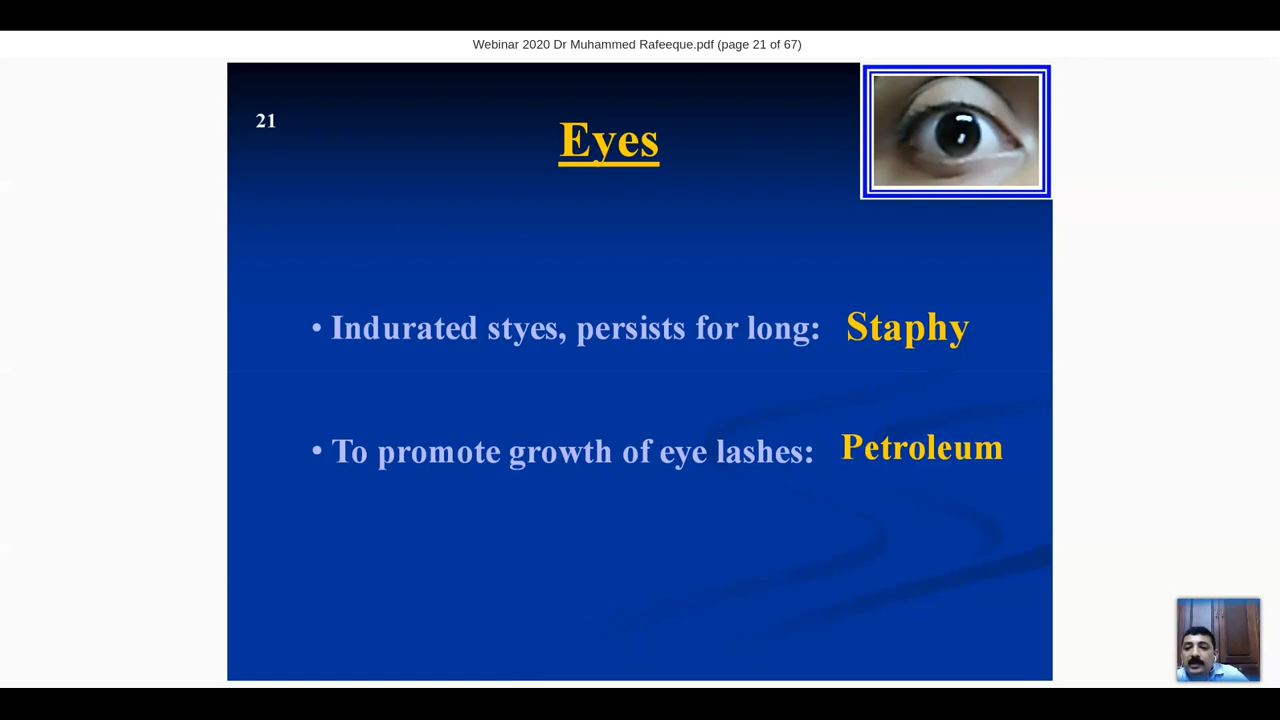 Webinar 2020 Dr Muhammed Rafeeque.pdf (page 21 of 67)
21
Eyes
• Indurated styes, persists for long: Staphy
• To promote growth of eye lashes: Petroleum